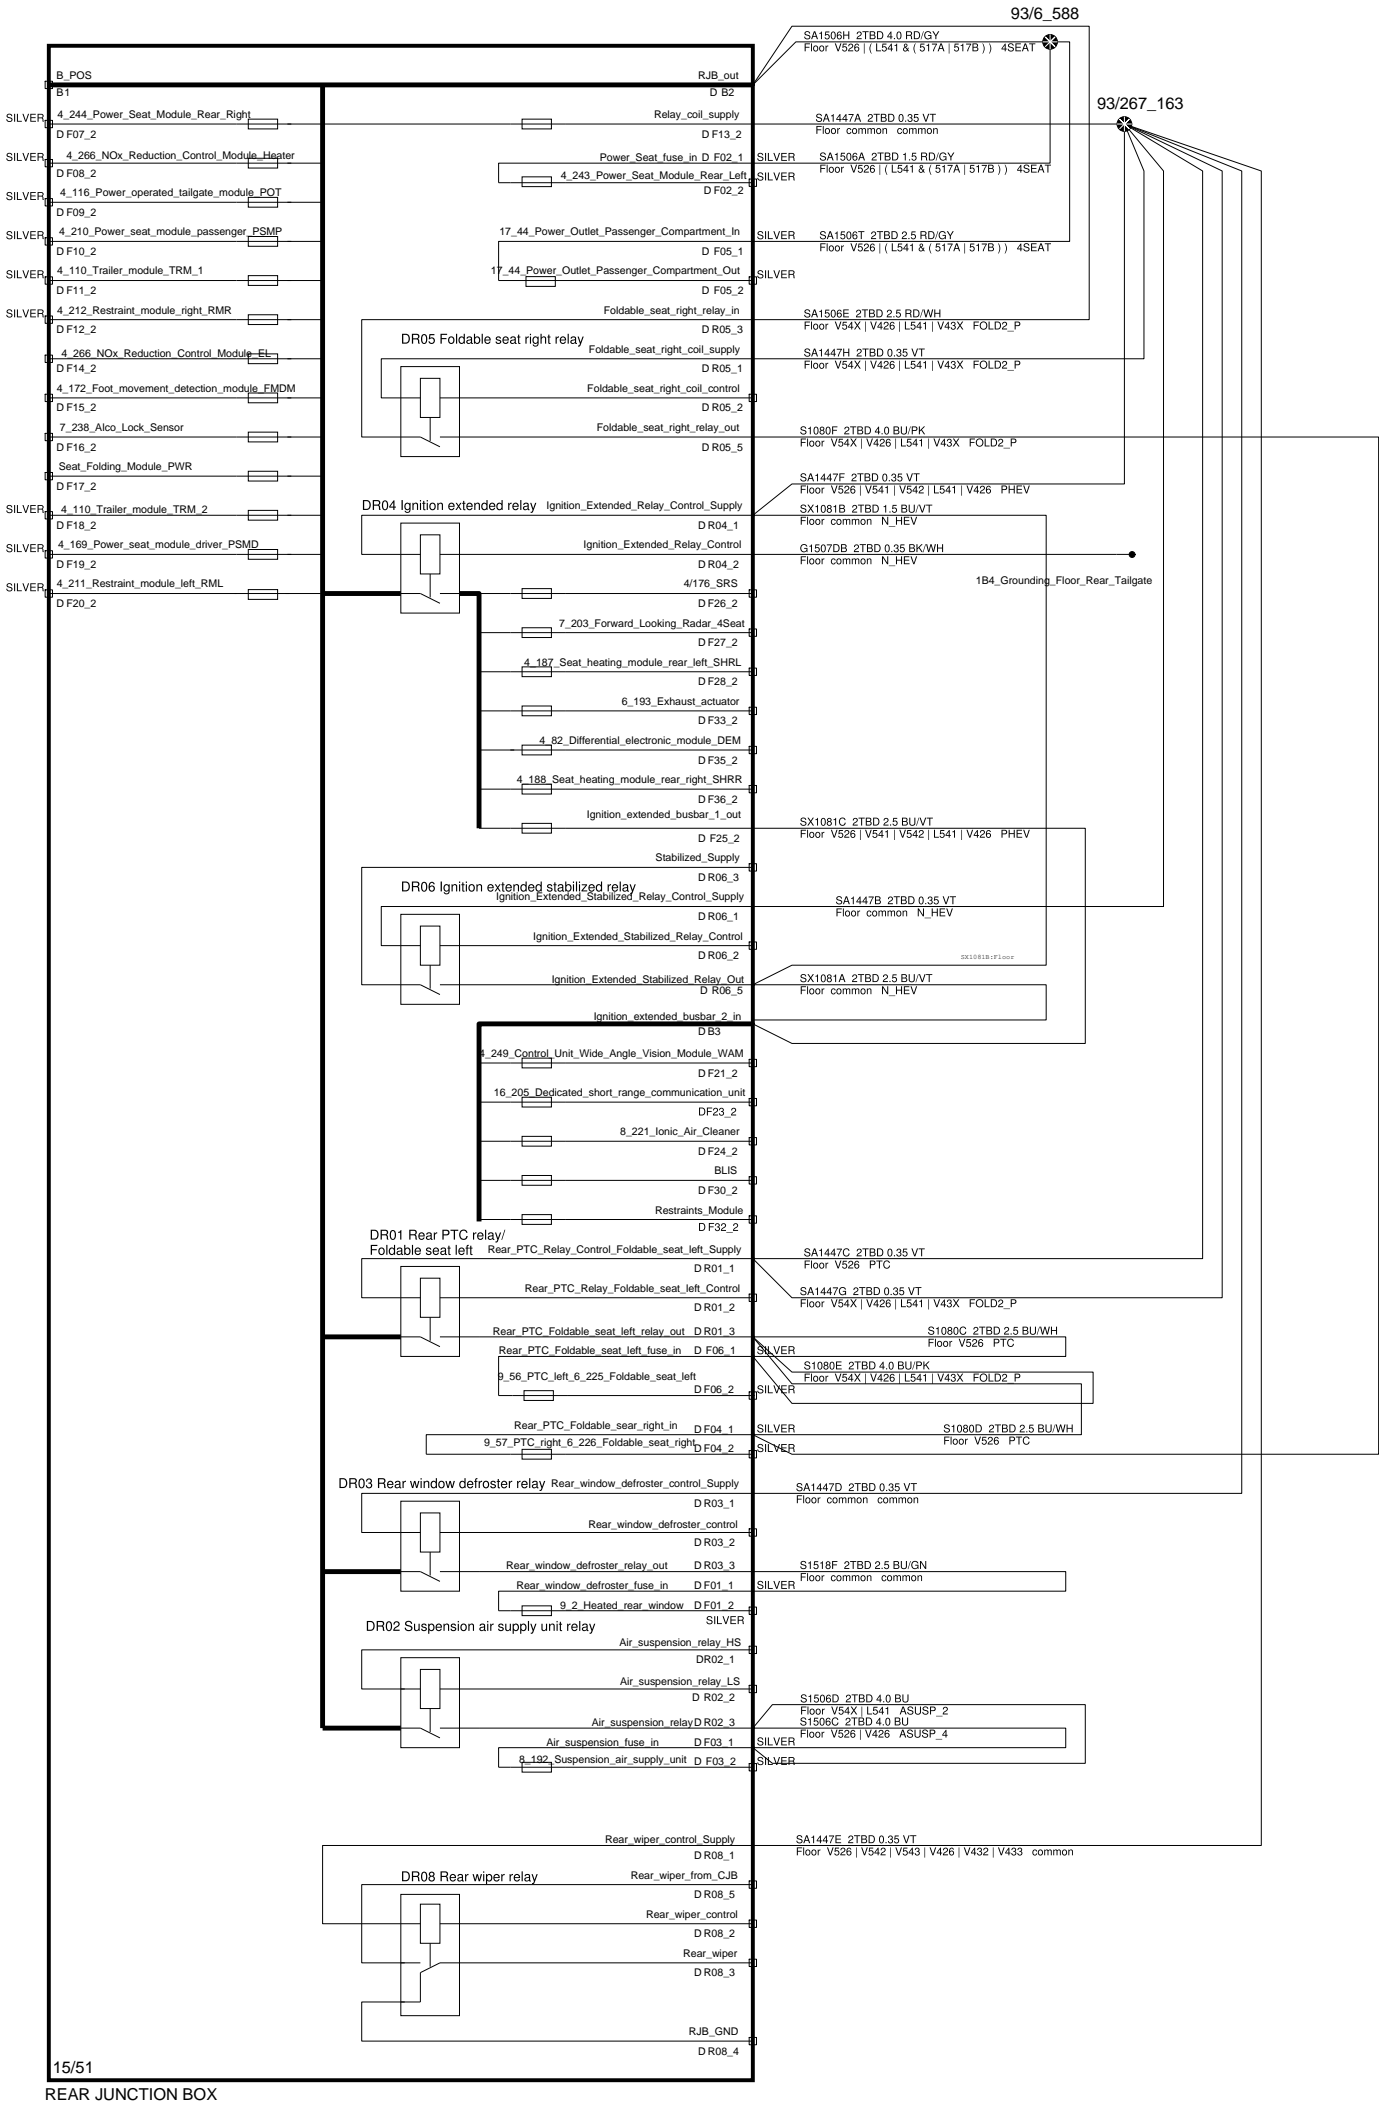 93/6_588
SA1506H 2TBD 4.0 RD/GY
Floor V526 | ( L541 & ( 517A | 517B ) ) 4SEAT
B_POS
B1
RJB_out
D B2
93/267_163
SILVER
4_244_Power_Seat_Module_Rear_Right
D F07_2
Relay_coil_supply
D F13_2
SA1447A 2TBD 0.35 VT
Floor common common
SILVER
4_266_NOx_Reduction_Control_Module_Heater
D F08_2
Power_Seat_fuse_in D F02_1
SILVER
SA1506A 2TBD 1.5 RD/GY
Floor V526 | ( L541 & ( 517A | 517B ) ) 4SEAT
4_243_Power_Seat_Module_Rear_Left
SILVER
D F02_2
SILVER
4_116_Power_operated_tailgate_module_POT
D F09_2
SILVER
4_210_Power_seat_module_passenger_PSMP
D F10_2
17_44_Power_Outlet_Passenger_Compartment_In
D F05_1
SILVER
SA1506T 2TBD 2.5 RD/GY
Floor V526 | ( L541 & ( 517A | 517B ) ) 4SEAT
SILVER
4_110_Trailer_module_TRM_1
D F11_2
17_44_Power_Outlet_Passenger_Compartment_Out
D F05_2
SILVER
SILVER
4_212_Restraint_module_right_RMR
D F12_2
Foldable_seat_right_relay_in
D R05_3
SA1506E 2TBD 2.5 RD/WH
Floor V54X | V426 | L541 | V43X FOLD2_P
DR05 Foldable seat right relay
4_266_NOx_Reduction_Control_Module_EL
D F14_2
Foldable_seat_right_coil_supply
D R05_1
SA1447H 2TBD 0.35 VT
Floor V54X | V426 | L541 | V43X FOLD2_P
4_172_Foot_movement_detection_module_FMDM
D F15_2
Foldable_seat_right_coil_control
D R05_2
7_238_Alco_Lock_Sensor
D F16_2
Foldable_seat_right_relay_out
D R05_5
S1080F 2TBD 4.0 BU/PK
Floor V54X | V426 | L541 | V43X FOLD2_P
Seat_Folding_Module_PWR
D F17_2
SA1447F 2TBD 0.35 VT
Floor V526 | V541 | V542 | L541 | V426 PHEV
SILVER
4_110_Trailer_module_TRM_2
D F18_2
DR04 Ignition extended relay
Ignition_Extended_Relay_Control_Supply
D R04_1
SX1081B 2TBD 1.5 BU/VT
Floor common N_HEV
SILVER
4_169_Power_seat_module_driver_PSMD
D F19_2
Ignition_Extended_Relay_Control
D R04_2
G1507DB 2TBD 0.35 BK/WH
Floor common N_HEV
1B4_Grounding_Floor_Rear_Tailgate
SILVER
4_211_Restraint_module_left_RML
D F20_2
4/176_SRS
D F26_2
7_203_Forward_Looking_Radar_4Seat
D F27_2
4_187_Seat_heating_module_rear_left_SHRL
D F28_2
6_193_Exhaust_actuator
D F33_2
4_82_Differential_electronic_module_DEM
D F35_2
4_188_Seat_heating_module_rear_right_SHRR
D F36_2
Ignition_extended_busbar_1_out
D F25_2
SX1081C 2TBD 2.5 BU/VT
Floor V526 | V541 | V542 | L541 | V426 PHEV
Stabilized_Supply
D R06_3
DR06 Ignition extended stabilized relay
Ignition_Extended_Stabilized_Relay_Control_Supply
D R06_1
SA1447B 2TBD 0.35 VT
Floor common N_HEV
Ignition_Extended_Stabilized_Relay_Control
D R06_2
SX1081B:Floor
Ignition_Extended_Stabilized_Relay_Out
D R06_5
SX1081A 2TBD 2.5 BU/VT
Floor common N_HEV
Ignition_extended_busbar_2_in
D B3
4_249_Control_Unit_Wide_Angle_Vision_Module_WAM
D F21_2
16_205_Dedicated_short_range_communication_unit
DF23_2
8_221_Ionic_Air_Cleaner
D F24_2
BLIS
D F30_2
Restraints_Module
D F32_2
DR01 Rear PTC relay/
Foldable seat left
Rear_PTC_Relay_Control_Foldable_seat_left_Supply
D R01_1
SA1447C 2TBD 0.35 VT
Floor V526 PTC
Rear_PTC_Relay_Foldable_seat_left_Control
D R01_2
SA1447G 2TBD 0.35 VT
Floor V54X | V426 | L541 | V43X FOLD2_P
Rear_PTC_Foldable_seat_left_relay_out D R01_3
S1080C 2TBD 2.5 BU/WH
Floor V526 PTC
Rear_PTC_Foldable_seat_left_fuse_in D F06_1
SILVER
S1080E 2TBD 4.0 BU/PK
Floor V54X | V426 | L541 | V43X FOLD2_P
9_56_PTC_left_6_225_Foldable_seat_left
D F06_2
SILVER
Rear_PTC_Foldable_sear_right_in
D F04_1
SILVER
S1080D 2TBD 2.5 BU/WH
Floor V526 PTC
9_57_PTC_right_6_226_Foldable_seat_right
D F04_2
SILVER
DR03 Rear window defroster relay
Rear_window_defroster_control_Supply
D R03_1
SA1447D 2TBD 0.35 VT
Floor common common
Rear_window_defroster_control
D R03_2
Rear_window_defroster_relay_out D R03_3
S1518F 2TBD 2.5 BU/GN
Floor common common
Rear_window_defroster_fuse_in D F01_1
SILVER
9_2_Heated_rear_window D F01_2
SILVER
DR02 Suspension air supply unit relay
Air_suspension_relay_HS
DR02_1
Air_suspension_relay_LS
D R02_2
S1506D 2TBD 4.0 BU
Floor V54X | L541 ASUSP_2
Air_suspension_relay D R02_3
S1506C 2TBD 4.0 BU
Floor V526 | V426 ASUSP_4
Air_suspension_fuse_in D F03_1
SILVER
8_192_Suspension_air_supply_unit D F03_2
SILVER
Rear_wiper_control_Supply
D R08_1
SA1447E 2TBD 0.35 VT
Floor V526 | V542 | V543 | V426 | V432 | V433 common
DR08 Rear wiper relay
Rear_wiper_from_CJB
D R08_5
Rear_wiper_control
D R08_2
Rear_wiper
D R08_3
RJB_GND
D R08_4
15/51
REAR JUNCTION BOX